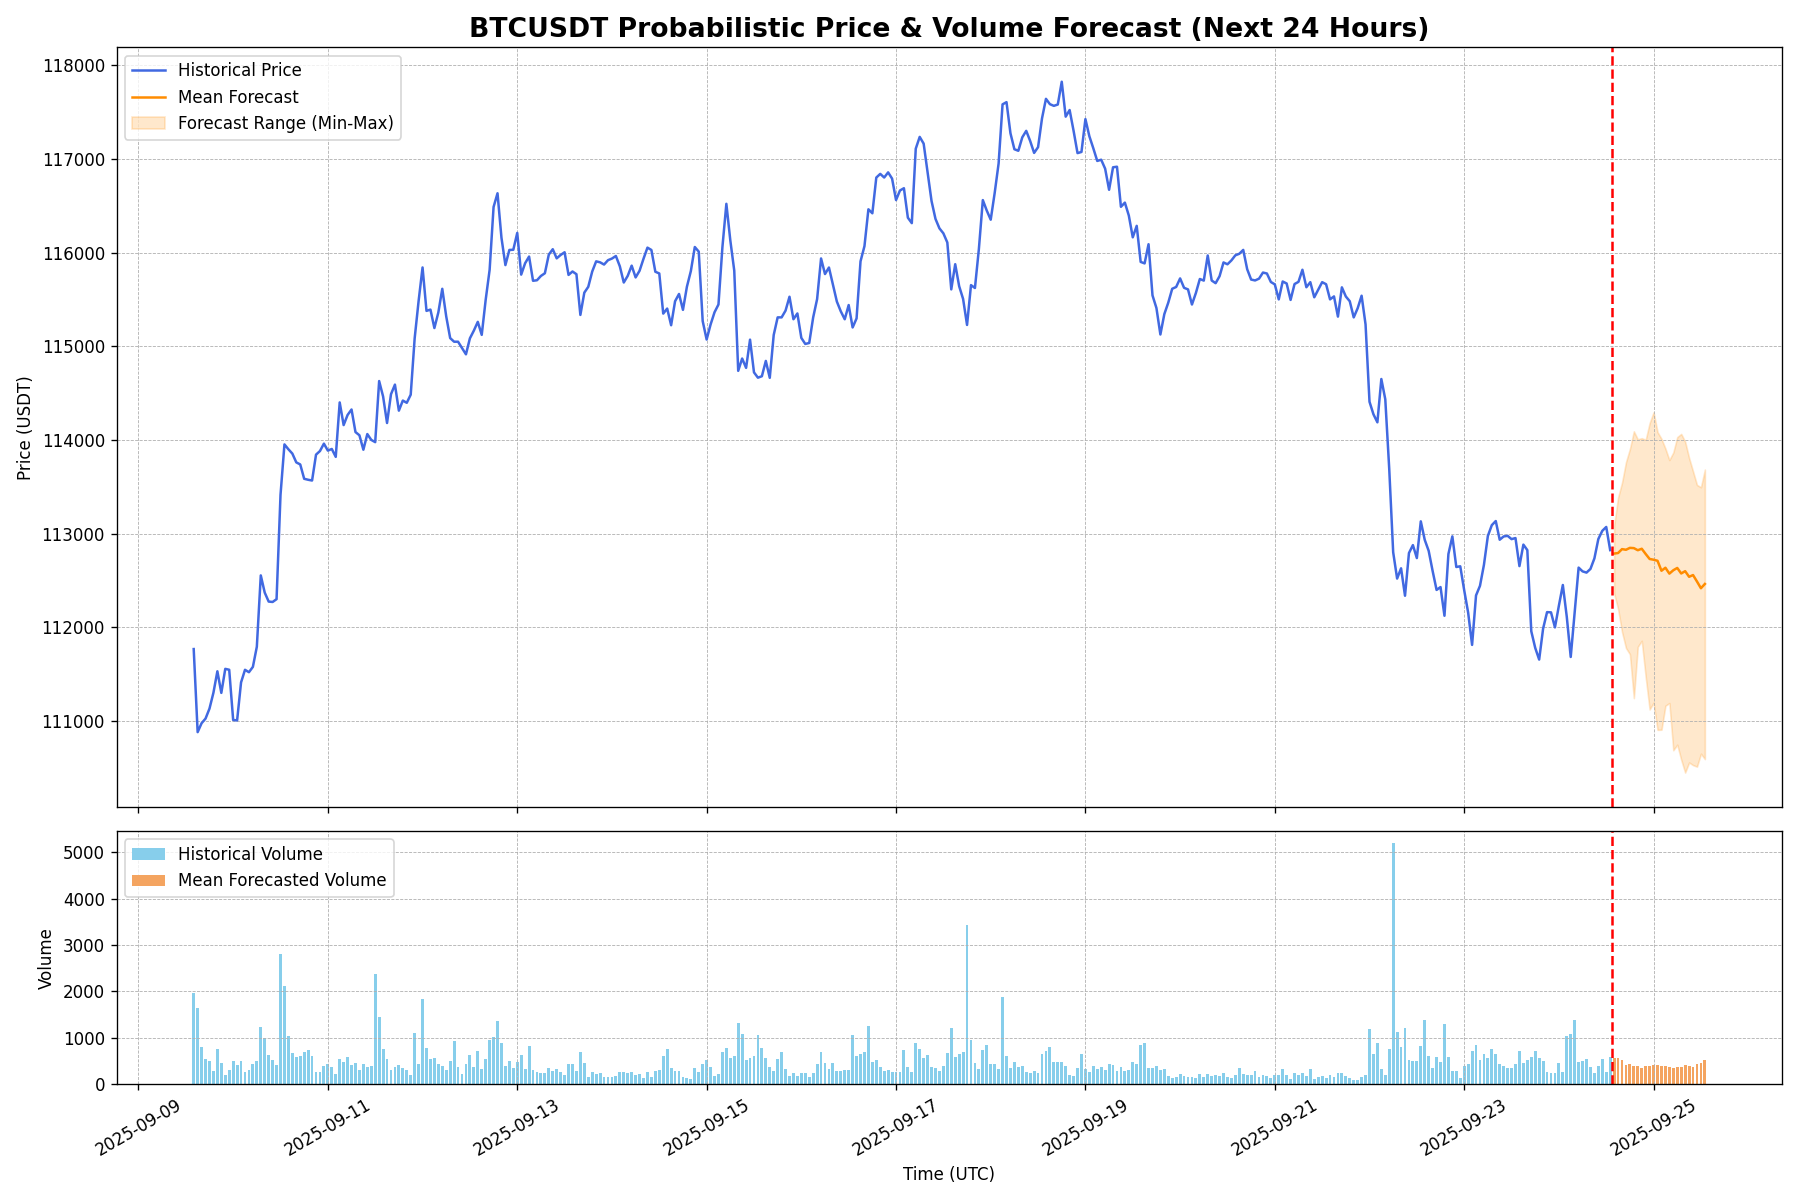 BTCUSDT Probabilistic Price & Volume Forecast (Next 24 Hours)
Historical Price
Mean Forecast
Forecast Range (Min-Max)
118000
117000
116000
115000
114000
113000
112000
111000
Price (USDT)
Historical Volume
Mean Forecasted Volume
5000
4000
3000
2000
1000
0
Volume
2025-09-09
2025-09-11
2025-09-13
2025-09-15
2025-09-17
2025-09-19
2025-09-21
2025-09-23
2025-09-25
Time (UTC)